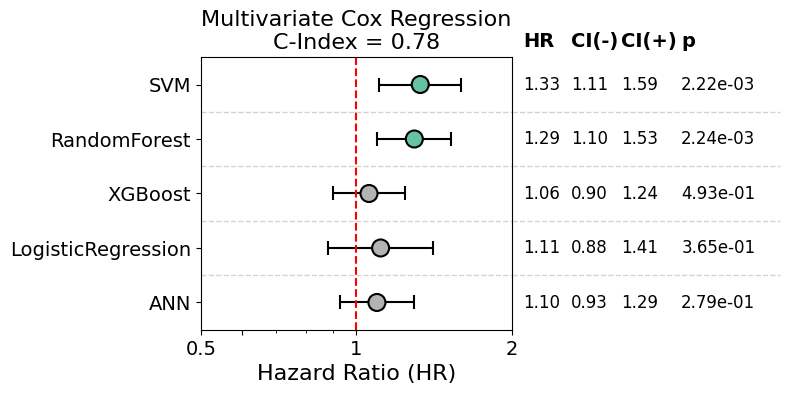 Multivariate Cox Regression
C-Index = 0.78
HR CI(-) CI(+) p
SVM 1.33 1.11 1.59 2.22e-03
RandomForest 1.29 1.10 1.53 2.24e-03
XGBoost 1.06 0.90 1.24 4.93e-01
LogisticRegression 1.11 0.88 1.41 3.65e-01
ANN 1.10 0.93 1.29 2.79e-01
0.5 1 2
Hazard Ratio (HR)